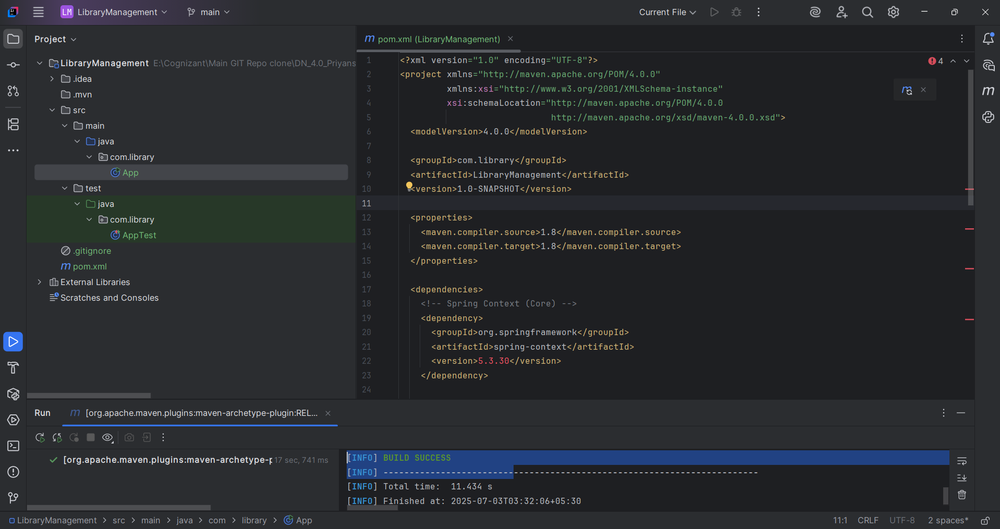 LM LibraryManagement
main
Current File
Project
LibraryManagement E:\Cognizant\Main GIT Repo clone\DN_4.0_Priyans
.idea
.mvn
src
main
java
com.library
App
test
java
com.library
AppTest
.gitignore
m pom.xml
External Libraries
Scratches and Consoles
m pom.xml (LibraryManagement)
4
1 <?xml version="1.0" encoding="UTF-8"?>
2 <project xmlns="http://maven.apache.org/POM/4.0.0"
3 xmlns:xsi="http://www.w3.org/2001/XMLSchema-instance"
4 xsi:schemaLocation="http://maven.apache.org/POM/4.0.0
5 http://maven.apache.org/xsd/maven-4.0.0.xsd">
6 <modelVersion>4.0.0</modelVersion>
7
8 <groupId>com.library</groupId>
9 <artifactId>LibraryManagement</artifactId>
10 <version>1.0-SNAPSHOT</version>
11
12 <properties>
13 <maven.compiler.source>1.8</maven.compiler.source>
14 <maven.compiler.target>1.8</maven.compiler.target>
15 </properties>
16
17 <dependencies>
18 <!-- Spring Context (Core) -->
19 <dependency>
20 <groupId>org.springframework</groupId>
21 <artifactId>spring-context</artifactId>
22 <version>5.3.30</version>
23 </dependency>
24
m
m
Run
m [org.apache.maven.plugins:maven-archetype-plugin:REL...
[org.apache.maven.plugins:maven-archetype-p 17 sec, 741 ms
[INFO] BUILD SUCCESS
[INFO] ------------------------------------------------------------------------
[INFO] Total time:  11.434 s
[INFO] Finished at: 2025-07-03T03:32:06+05:30
LibraryManagement > src > main > java > com > library > App
11:1 CRLF UTF-8 2 spaces*